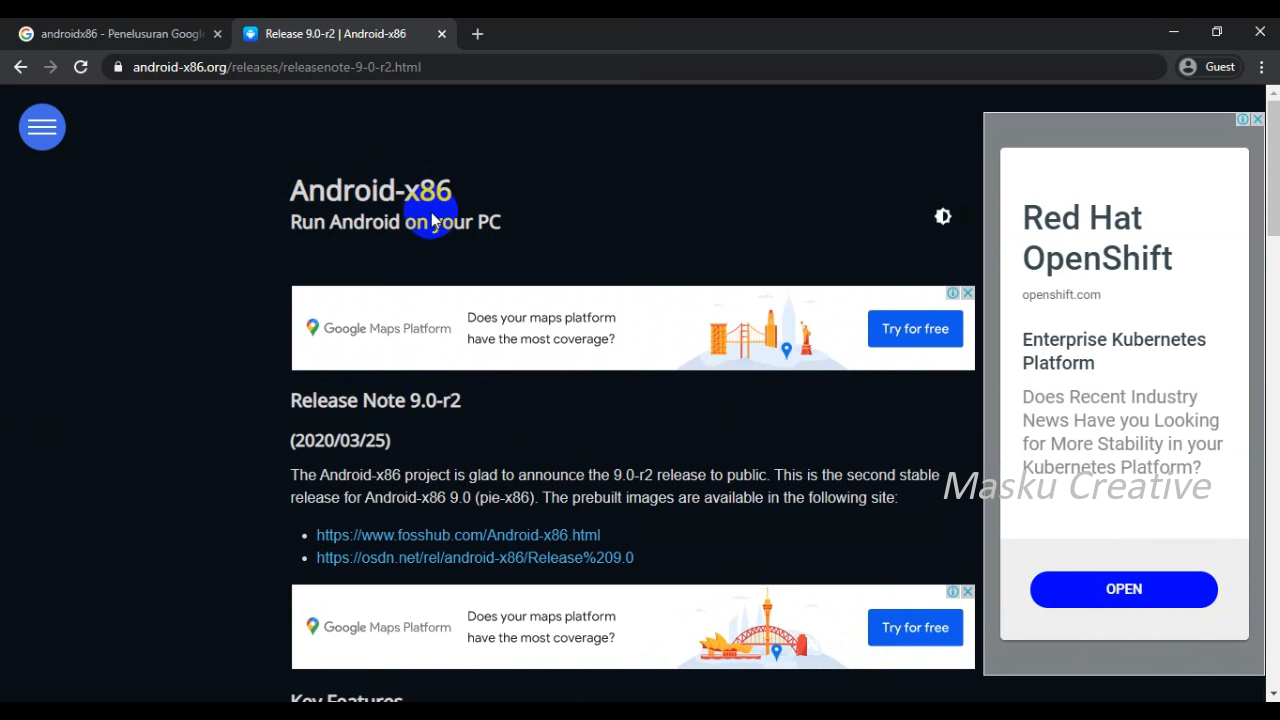 androidx86 - Penelusuran Google
Release 9.0-r2 | Android-x86
android-x86.org/releases/releasenote-9-0-r2.html
Guest
Android-x86
Run Android on your PC
Google Maps Platform
Does your maps platform
have the most coverage?
Try for free
Release Note 9.0-r2
(2020/03/25)
The Android-x86 project is glad to announce the 9.0-r2 release to public. This is the second stable
release for Android-x86 9.0 (pie-x86). The prebuilt images are available in the following site:
https://www.fosshub.com/Android-x86.html
https://osdn.net/rel/android-x86/Release%209.0
Google Maps Platform
Does your maps platform
have the most coverage?
Try for free
Key Features
Red Hat
OpenShift
openshift.com
Enterprise Kubernetes
Platform
Does Recent Industry
News Have you Looking
for More Stability in your
Kubernetes Platform?
Masku Creative
OPEN